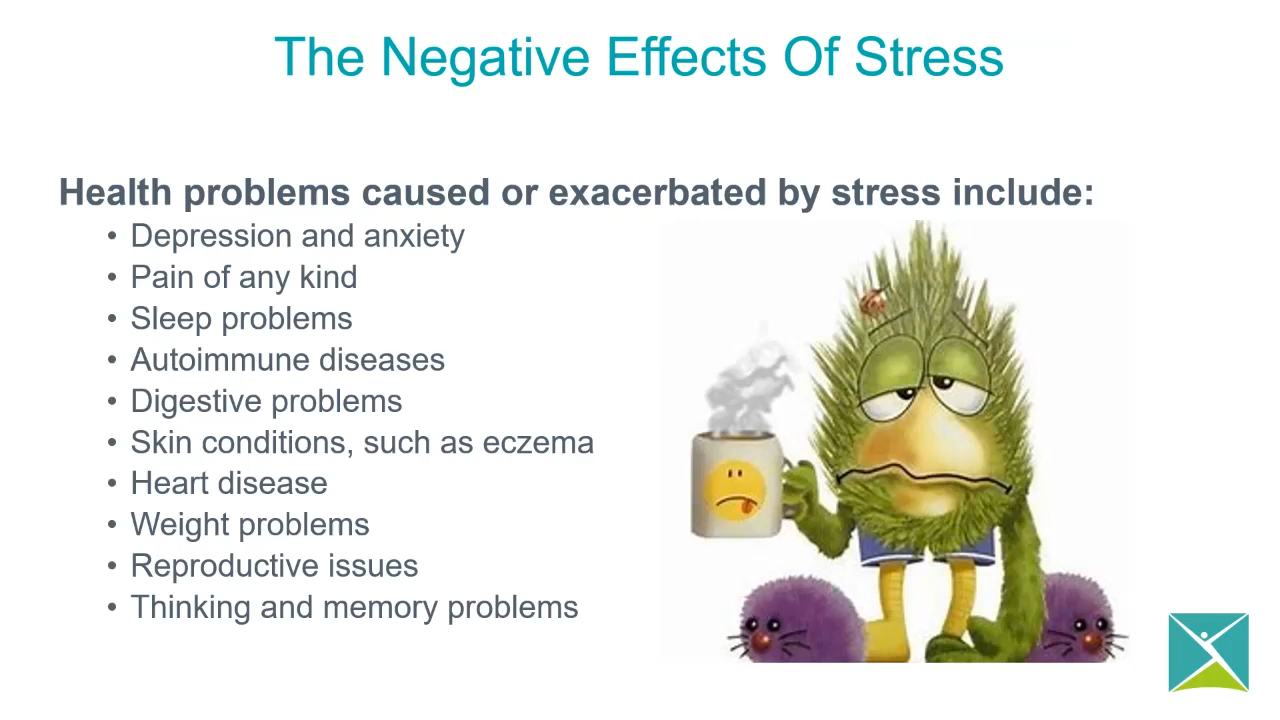 The Negative Effects Of Stress
Health problems caused or exacerbated by stress include:
• Depression and anxiety
• Pain of any kind
• Sleep problems
• Autoimmune diseases
• Digestive problems
• Skin conditions, such as eczema
• Heart disease
• Weight problems
• Reproductive issues
• Thinking and memory problems